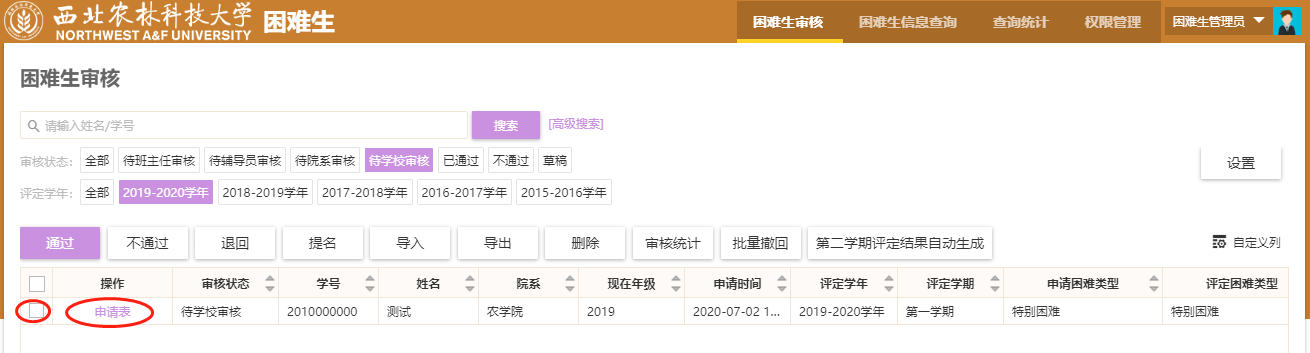 西北农林科技大学 困难生 困难生审核 困难生信息查询 查询统计 权限管理 困难生管理员
NORTHWEST A&F UNIVERSITY
困难生审核
请输入姓名/学号 搜索 [高级搜索]
审核状态: 全部 待班主任审核 待辅导员审核 待院系审核 待学校审核 已通过 不通过 草稿 设置
评定学年: 全部 2019-2020学年 2018-2019学年 2017-2018学年 2016-2017学年 2015-2016学年
通过 不通过 退回 提名 导入 导出 删除 审核统计 批量撤回 第二学期评定结果自动生成 自定义列
操作 审核状态 学号 姓名 院系 现在年级 申请时间 评定学年 评定学期 申请困难类型 评定困难类型
申请表 待学校审核 2010000000 测试 农学院 2019 2020-07-02 1... 2019-2020学年 第一学期 特别困难 特别困难